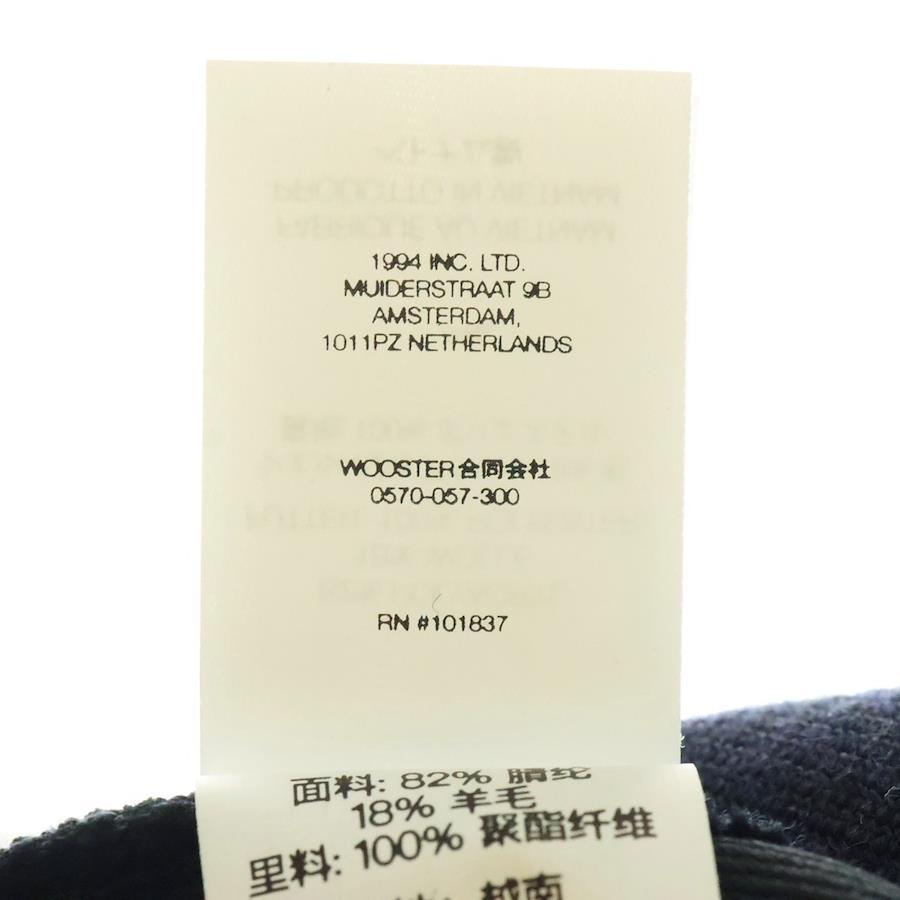 1994 INC. LTD.
MUIDERSTRAAT 9B
AMSTERDAM,
1011PZ NETHERLANDS
WOOSTER合同会社
0570-057-300
RN #101837
面料: 82% 腈纶
18% 羊毛
里料: 100% 聚酯纤维
越南